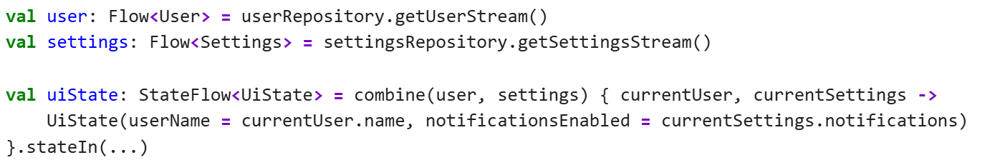 val user: Flow<User> = userRepository.getUserStream()
val settings: Flow<Settings> = settingsRepository.getSettingsStream()

val uiState: StateFlow<UiState> = combine(user, settings) { currentUser, currentSettings ->
    UiState(userName = currentUser.name, notificationsEnabled = currentSettings.notifications)
}.stateIn(...)